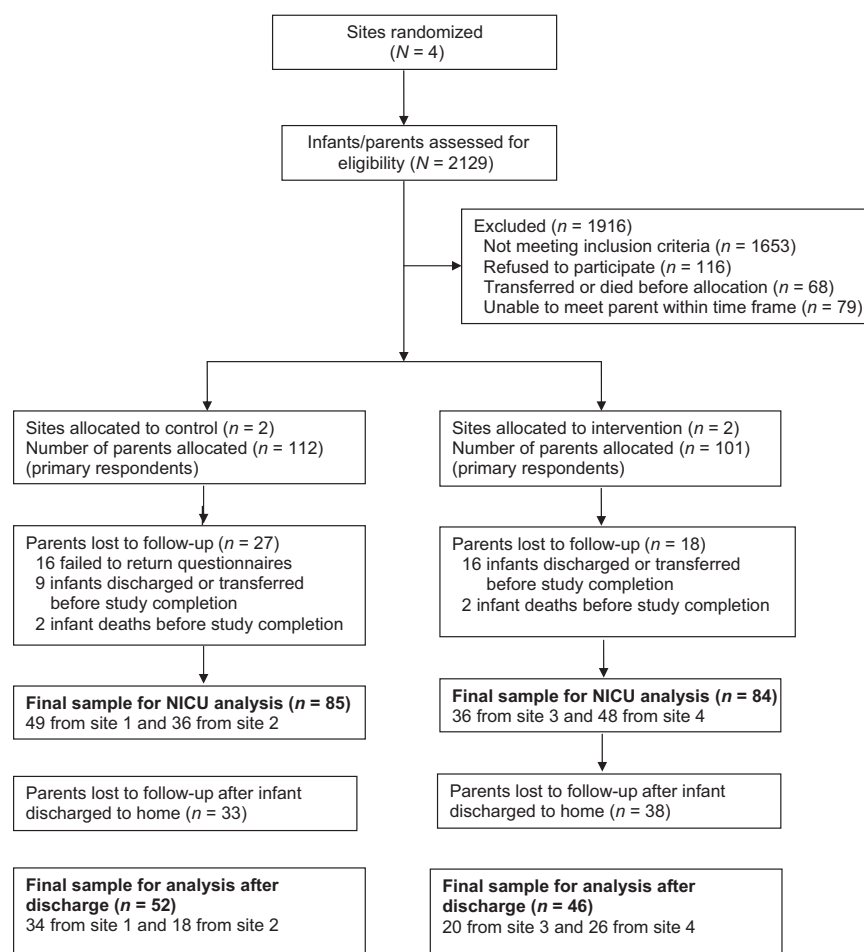 Sites randomized
(N = 4)
Infants/parents assessed for
eligibility (N = 2129)
Excluded (n = 1916)
Not meeting inclusion criteria (n = 1653)
Refused to participate (n = 116)
Transferred or died before allocation (n = 68)
Unable to meet parent within time frame (n = 79)
Sites allocated to control (n = 2)
Number of parents allocated (n = 112)
(primary respondents)
Sites allocated to intervention (n = 2)
Number of parents allocated (n = 101)
(primary respondents)
Parents lost to follow-up (n = 27)
16 failed to return questionnaires
9 infants discharged or transferred
before study completion
2 infant deaths before study completion
Parents lost to follow-up (n = 18)
16 infants discharged or transferred
before study completion
2 infant deaths before study completion
Final sample for NICU analysis (n = 85)
49 from site 1 and 36 from site 2
Final sample for NICU analysis (n = 84)
36 from site 3 and 48 from site 4
Parents lost to follow-up after infant
discharged to home (n = 33)
Parents lost to follow-up after infant
discharged to home (n = 38)
Final sample for analysis after
discharge (n = 52)
34 from site 1 and 18 from site 2
Final sample for analysis after
discharge (n = 46)
20 from site 3 and 26 from site 4